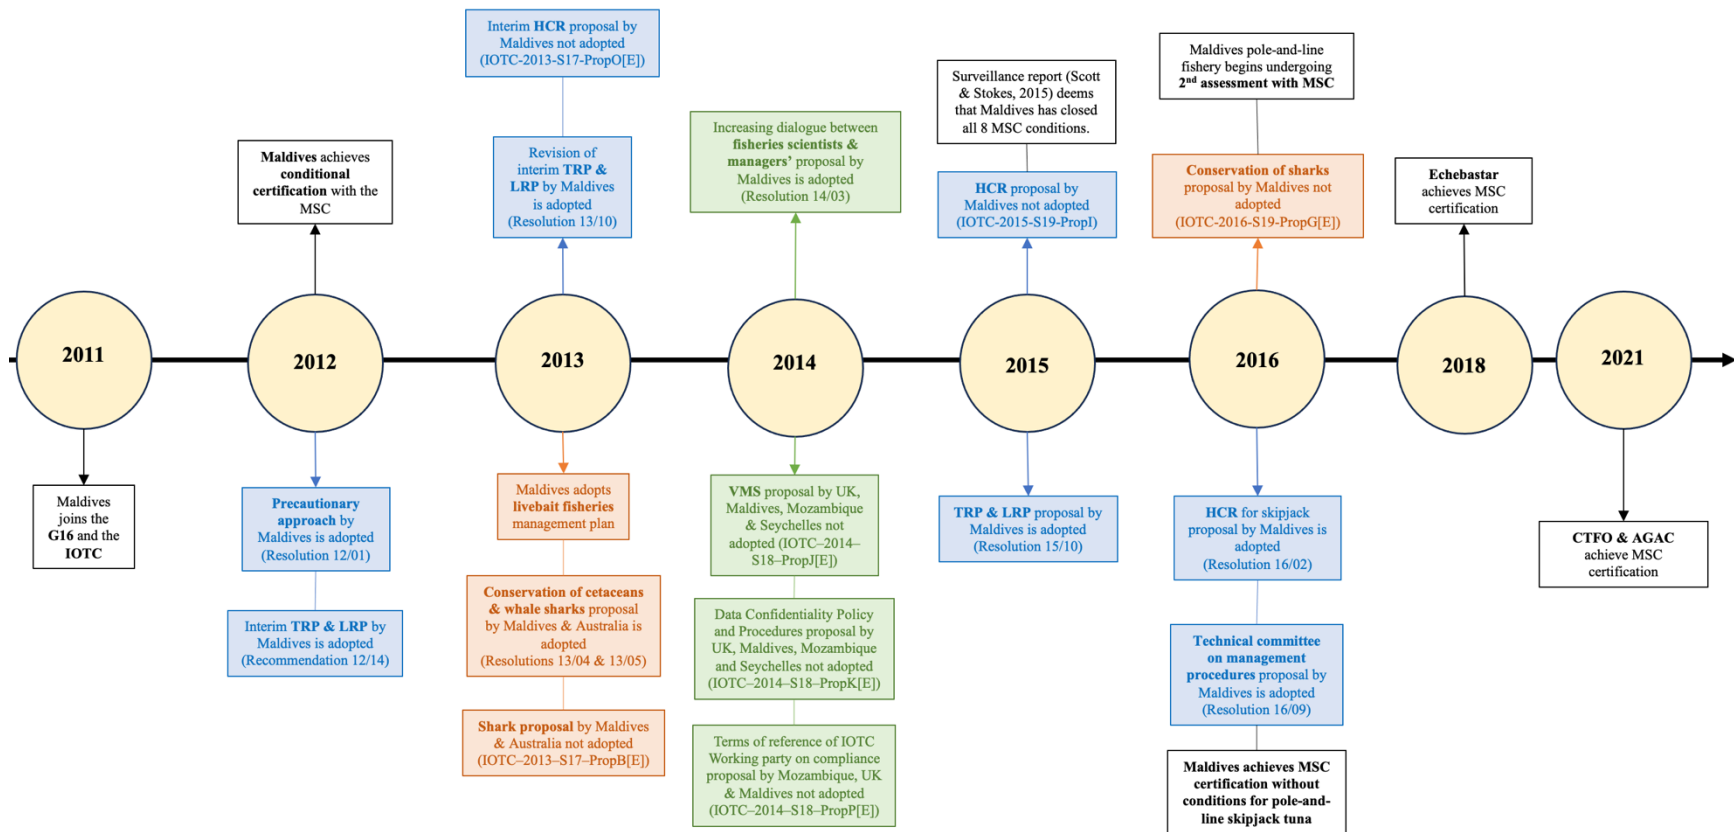 2011
Maldives
joins the
G16 and the
IOTC
Maldives achieves
conditional
certification with the
MSC
2012
Precautionary
approach by
Maldives is adopted
(Resolution 12/01)
Interim TRP & LRP by
Maldives is adopted
(Recommendation 12/14)
Interim HCR proposal by
Maldives not adopted
(IOTC-2013-S17-PropO[E])
Revision of
interim TRP &
LRP by Maldives
is adopted
(Resolution 13/10)
2013
Maldives adopts
livebait fisheries
management plan
Conservation of cetaceans
& whale sharks proposal
by Maldives & Australia is
adopted
(Resolutions 13/04 & 13/05)
Shark proposal by Maldives
& Australia not adopted
(IOTC–2013–S17–PropB[E])
Increasing dialogue between
fisheries scientists &
managers’ proposal by
Maldives is adopted
(Resolution 14/03)
2014
VMS proposal by UK,
Maldives, Mozambique
& Seychelles not
adopted (IOTC–2014–
S18–PropJ[E])
Data Confidentiality Policy
and Procedures proposal by
UK, Maldives, Mozambique
and Seychelles not adopted
(IOTC–2014–S18–PropK[E])
Terms of reference of IOTC
Working party on compliance
proposal by Mozambique, UK
& Maldives not adopted
(IOTC–2014–S18–PropP[E])
Surveillance report (Scott
& Stokes, 2015) deems
that Maldives has closed
all 8 MSC conditions.
HCR proposal by
Maldives not adopted
(IOTC-2015-S19-PropI)
2015
TRP & LRP proposal by
Maldives is adopted
(Resolution 15/10)
Maldives pole-and-line
fishery begins undergoing
2nd assessment with MSC
Conservation of sharks
proposal by Maldives not
adopted
(IOTC-2016-S19-PropG[E])
2016
HCR for skipjack
proposal by Maldives is
adopted
(Resolution 16/02)
Technical committee
on management
procedures proposal by
Maldives is adopted
(Resolution 16/09)
Maldives achieves MSC
certification without
conditions for pole-and-
line skipjack tuna
Echebastar
achieves MSC
certification
2018
2021
CTFO & AGAC
achieve MSC
certification